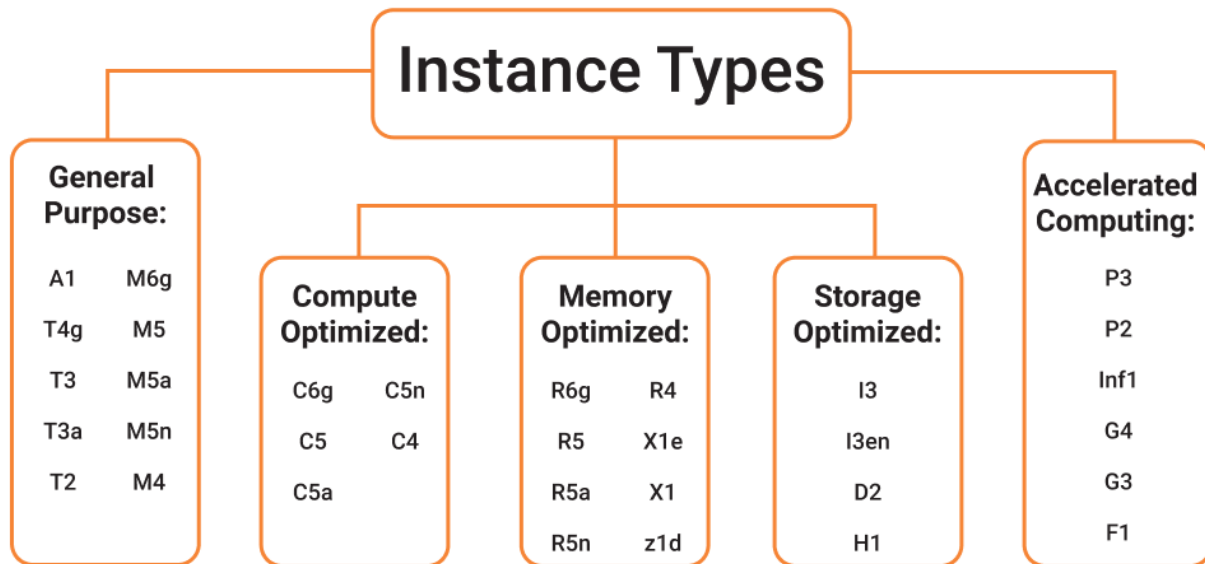 Instance Types
General
Purpose:
A1 M6g
T4g M5
T3 M5a
T3a M5n
T2 M4
Compute
Optimized:
C6g C5n
C5 C4
C5a
Memory
Optimized:
R6g R4
R5 X1e
R5a X1
R5n z1d
Storage
Optimized:
I3
I3en
D2
H1
Accelerated
Computing:
P3
P2
Inf1
G4
G3
F1